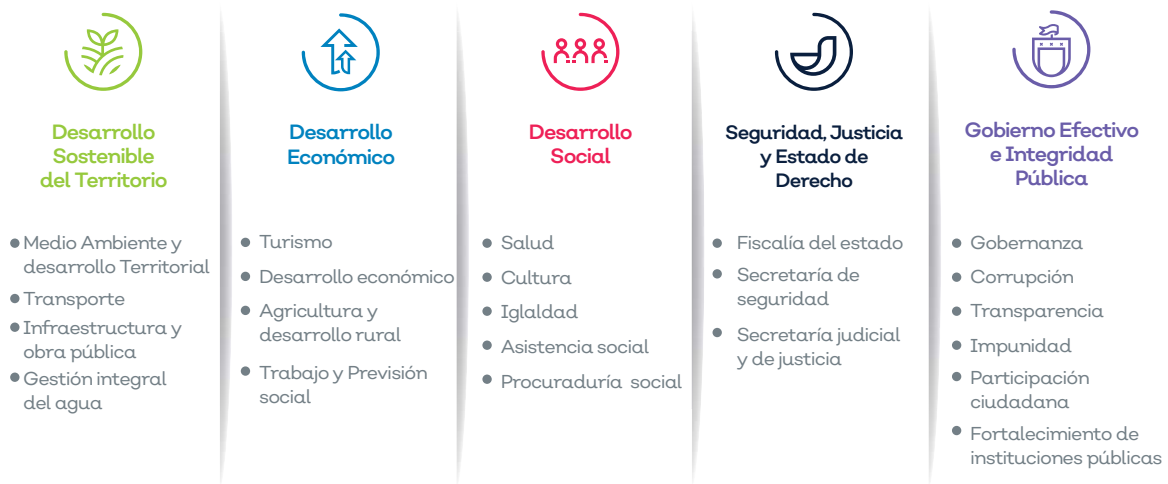 Desarrollo
Sostenible
del Territorio
● Medio Ambiente y
desarrollo Territorial
● Transporte
● Infraestructura y
obra pública
● Gestión integral
del agua
Desarrollo
Económico
● Turismo
● Desarrollo económico
● Agricultura y
desarrollo rural
● Trabajo y Previsión
social
Desarrollo
Social
● Salud
● Cultura
● Iglaldad
● Asistencia social
● Procuraduría social
Seguridad, Justicia
y Estado de
Derecho
● Fiscalía del estado
● Secretaría de
seguridad
● Secretaría judicial
y de justicia
Gobierno Efectivo
e Integridad
Pública
● Gobernanza
● Corrupción
● Transparencia
● Impunidad
● Participación
ciudadana
● Fortalecimiento de
instituciones públicas